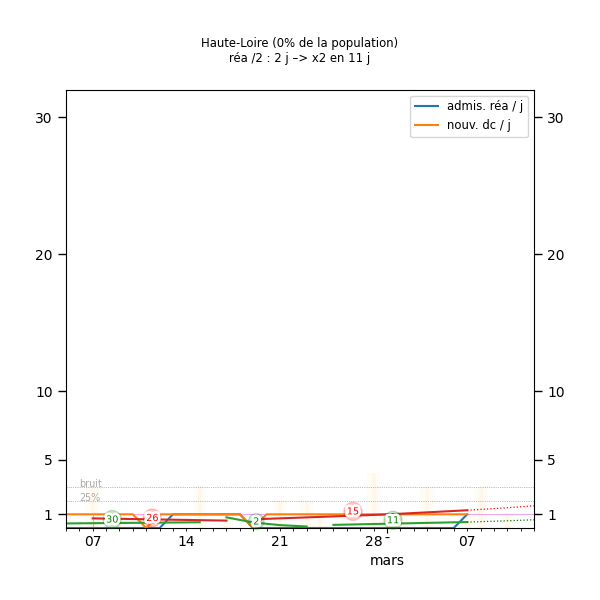 Haute-Loire (0% de la population)
réa /2 : 2 j –> x2 en 11 j
admis. réa / j
nouv. dc / j
30 30
20 20
10 10
5 5
bruit
25%
1 1
30 -26 -2 15 11
07 14 21 28 07
mars